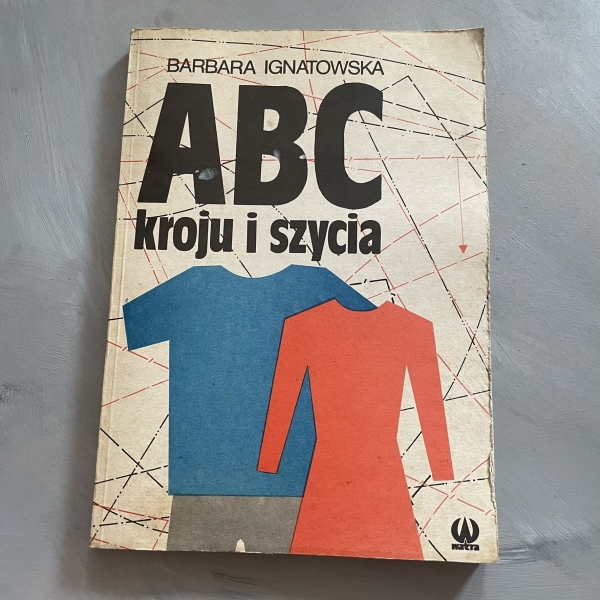 BARBARA IGNATOWSKA
ABC
kroju i szycia
watra